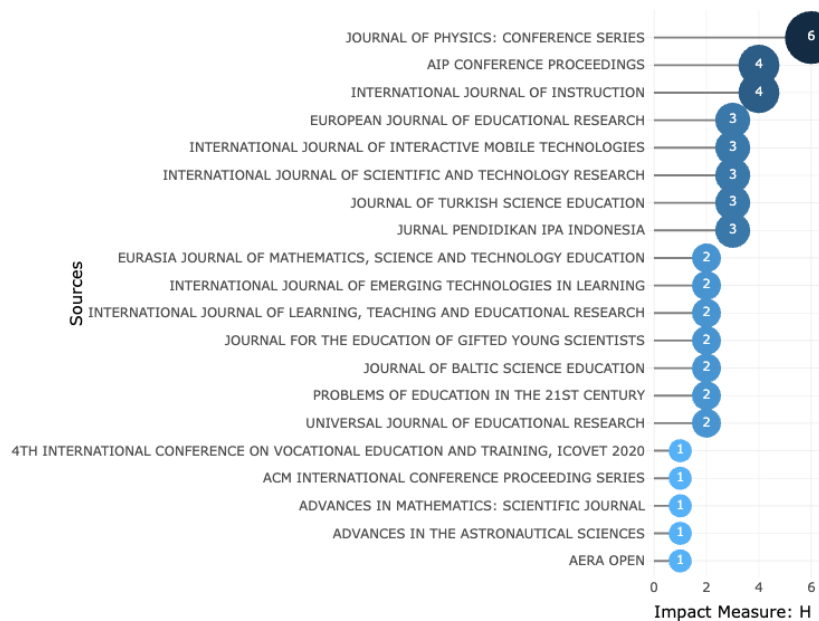 JOURNAL OF PHYSICS: CONFERENCE SERIES 6
AIP CONFERENCE PROCEEDINGS 4
INTERNATIONAL JOURNAL OF INSTRUCTION 4
EUROPEAN JOURNAL OF EDUCATIONAL RESEARCH 3
INTERNATIONAL JOURNAL OF INTERACTIVE MOBILE TECHNOLOGIES 3
INTERNATIONAL JOURNAL OF SCIENTIFIC AND TECHNOLOGY RESEARCH 3
JOURNAL OF TURKISH SCIENCE EDUCATION 3
JURNAL PENDIDIKAN IPA INDONESIA 3
EURASIA JOURNAL OF MATHEMATICS, SCIENCE AND TECHNOLOGY EDUCATION 2
INTERNATIONAL JOURNAL OF EMERGING TECHNOLOGIES IN LEARNING 2
INTERNATIONAL JOURNAL OF LEARNING, TEACHING AND EDUCATIONAL RESEARCH 2
JOURNAL FOR THE EDUCATION OF GIFTED YOUNG SCIENTISTS 2
JOURNAL OF BALTIC SCIENCE EDUCATION 2
PROBLEMS OF EDUCATION IN THE 21ST CENTURY 2
UNIVERSAL JOURNAL OF EDUCATIONAL RESEARCH 2
4TH INTERNATIONAL CONFERENCE ON VOCATIONAL EDUCATION AND TRAINING, ICOVET 2020 1
ACM INTERNATIONAL CONFERENCE PROCEEDING SERIES 1
ADVANCES IN MATHEMATICS: SCIENTIFIC JOURNAL 1
ADVANCES IN THE ASTRONAUTICAL SCIENCES 1
AERA OPEN 1
Sources
0 2 4 6
Impact Measure: H